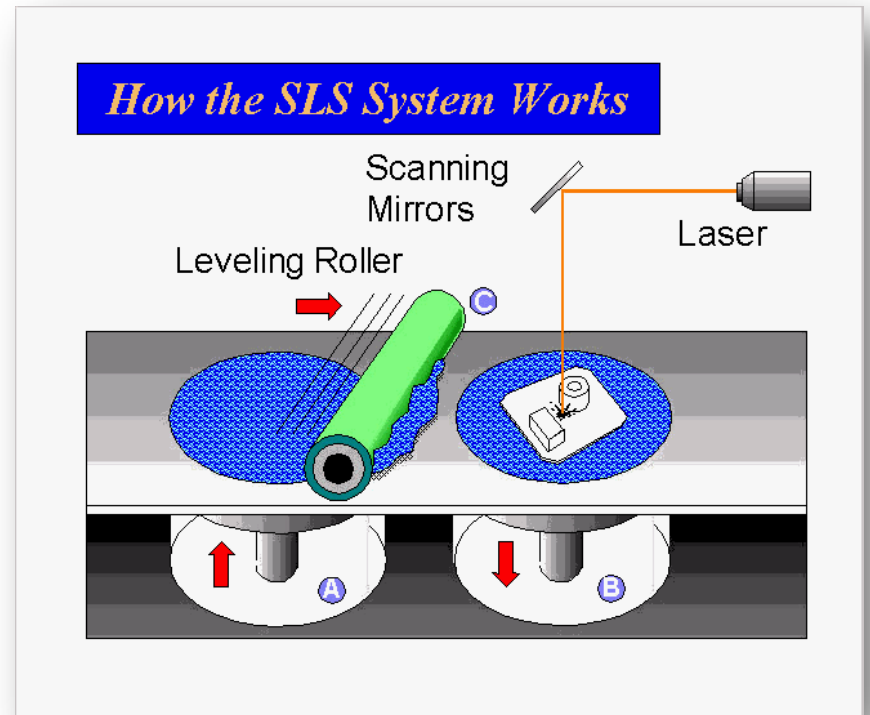 How the SLS System Works
Scanning
Mirrors
Laser
Leveling Roller
C
A
B